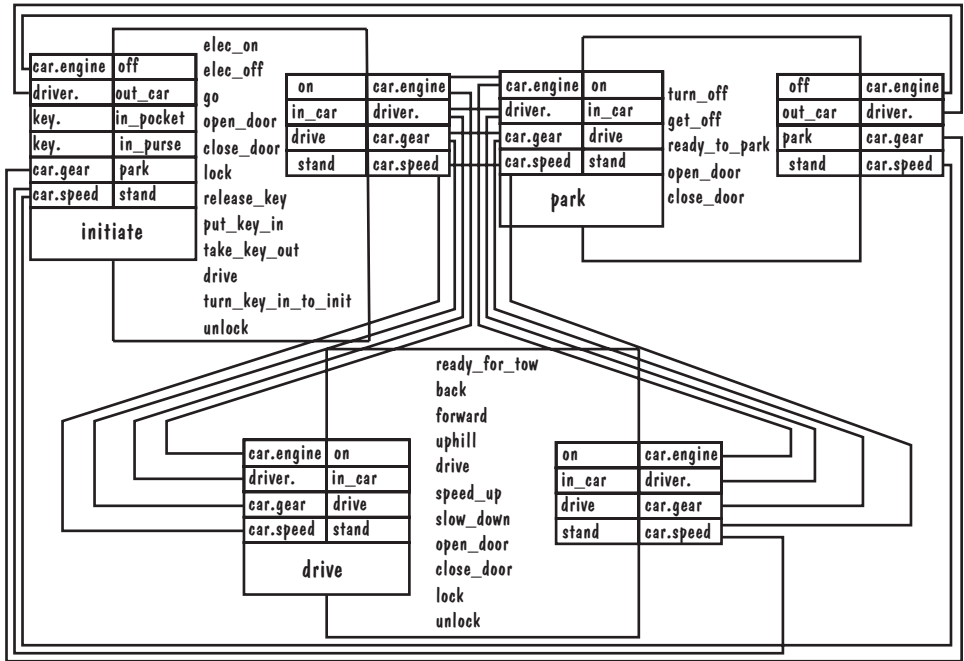 car.engine off
driver. out_car
key. in_pocket
key. in_purse
car.gear park
car.speed stand
initiate
elec_on
elec_off
go
open_door
close_door
lock
release_key
put_key_in
take_key_out
drive
turn_key_in_to_init
unlock
on car.engine
in_car driver.
drive car.gear
stand car.speed
car.engine on
driver. in_car
car.gear drive
car.speed stand
park
turn_off
get_off
ready_to_park
open_door
close_door
off car.engine
out_car driver.
park car.gear
stand car.speed
car.engine on
driver. in_car
car.gear drive
car.speed stand
drive
ready_for_tow
back
forward
uphill
drive
speed_up
slow_down
open_door
close_door
lock
unlock
on car.engine
in_car driver.
drive car.gear
stand car.speed